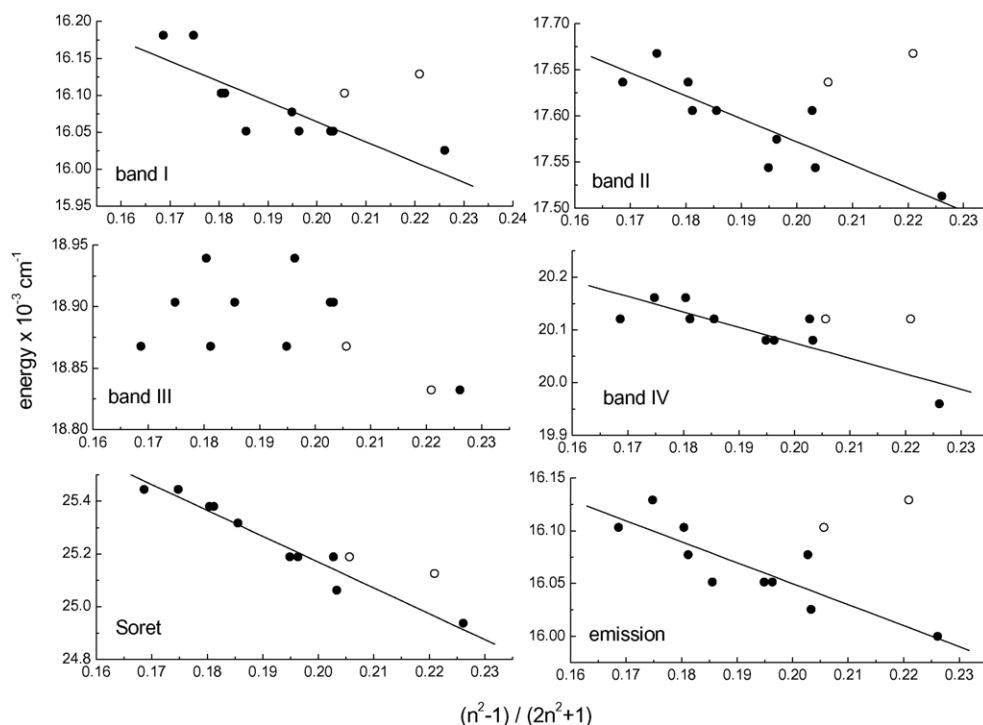 16.20
16.15
16.10
16.05
16.00
15.95
band I
0.16 0.17 0.18 0.19 0.20 0.21 0.22 0.23 0.24
17.70
17.65
17.60
17.55
17.50
band II
0.16 0.17 0.18 0.19 0.20 0.21 0.22 0.23
energy x 10⁻³ cm⁻¹
18.95
18.90
18.85
18.80
band III
0.16 0.17 0.18 0.19 0.20 0.21 0.22 0.23
20.2
20.1
20.0
19.9
band IV
0.16 0.17 0.18 0.19 0.20 0.21 0.22 0.23
25.4
25.2
25.0
24.8
Soret
0.16 0.17 0.18 0.19 0.20 0.21 0.22 0.23
16.15
16.10
16.05
16.00
emission
0.16 0.17 0.18 0.19 0.20 0.21 0.22 0.23
(n²-1) / (2n²+1)